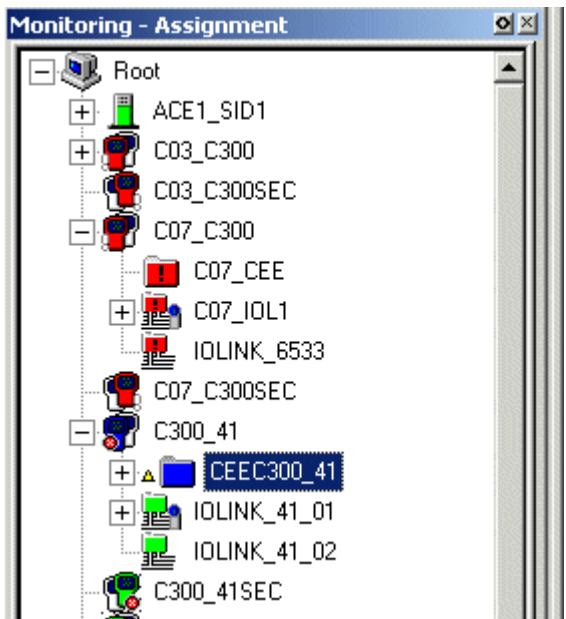 Monitoring - Assignment
Root
ACE1_SID1
C03_C300
C03_C300SEC
C07_C300
C07_CEE
C07_IOL1
IOLINK_6533
C07_C300SEC
C300_41
CEEC300_41
IOLINK_41_01
IOLINK_41_02
C300_41SEC